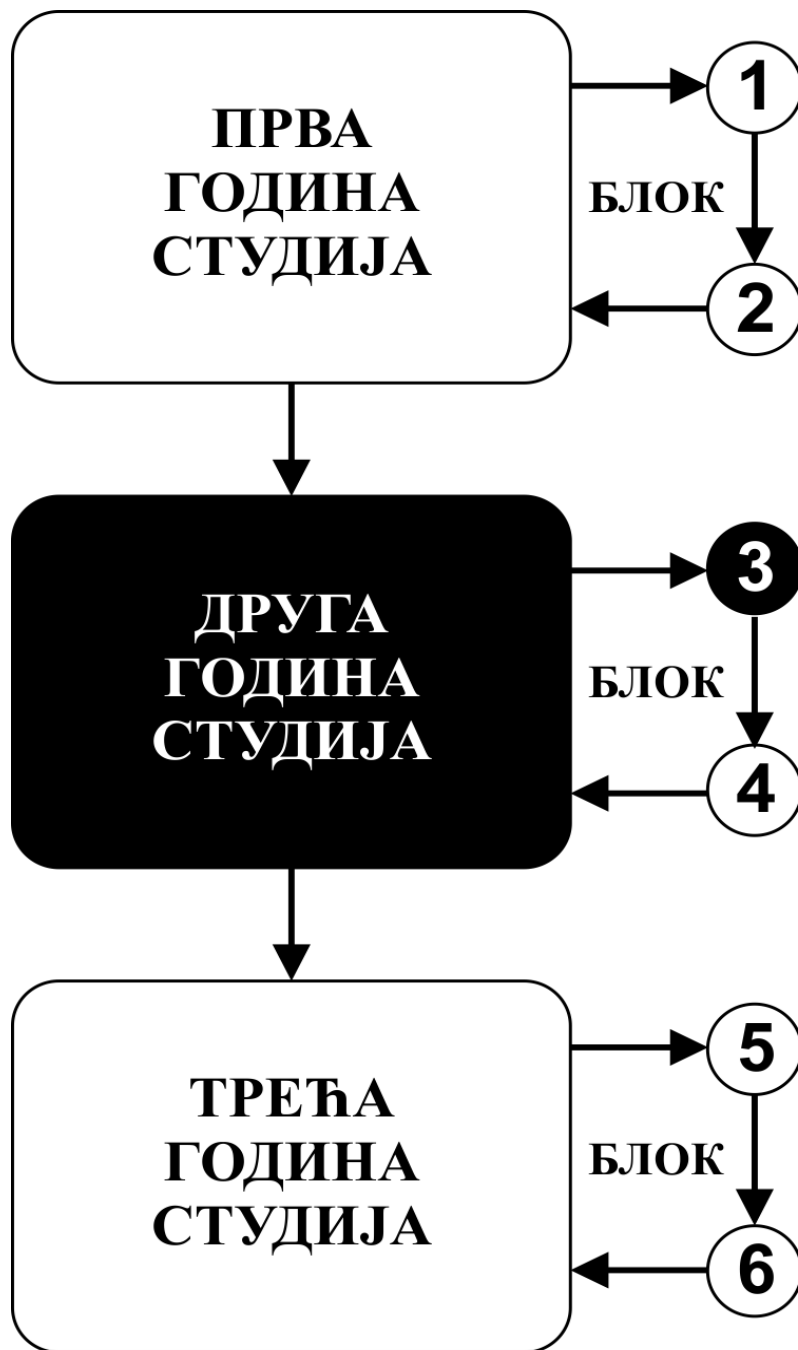 ПРВА
ГОДИНА
СТУДИЈА
1
БЛОК
2
ДРУГА
ГОДИНА
СТУДИЈА
3
БЛОК
4
ТРЕЋА
ГОДИНА
СТУДИЈА
5
БЛОК
6